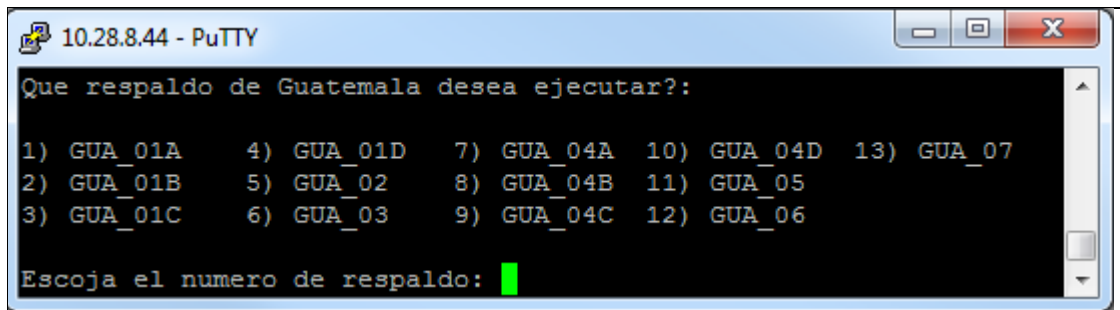 10.28.8.44 - PuTTY
Que respaldo de Guatemala desea ejecutar?:
1) GUA_01A 4) GUA_01D 7) GUA_04A 10) GUA_04D 13) GUA_07
2) GUA_01B 5) GUA_02 8) GUA_04B 11) GUA_05
3) GUA_01C 6) GUA_03 9) GUA_04C 12) GUA_06
Escoja el numero de respaldo: